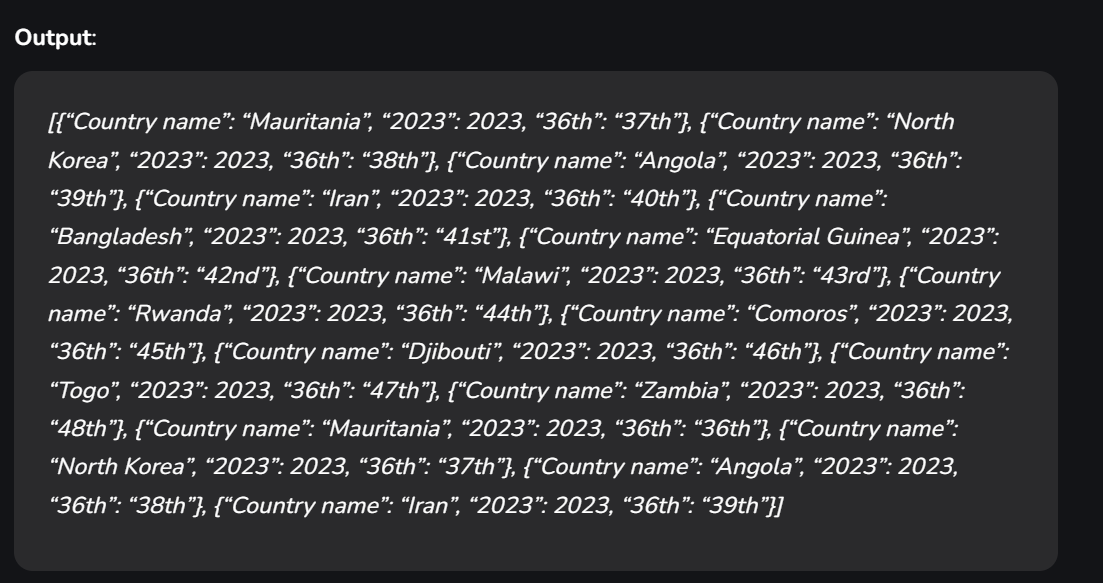 Output:
[{“Country name”: “Mauritania”, “2023”: 2023, “36th”: “37th”}, {“Country name”: “North
Korea”, “2023”: 2023, “36th”: “38th”}, {“Country name”: “Angola”, “2023”: 2023, “36th”:
“39th”}, {“Country name”: “Iran”, “2023”: 2023, “36th”: “40th”}, {“Country name”:
“Bangladesh”, “2023”: 2023, “36th”: “41st”}, {“Country name”: “Equatorial Guinea”, “2023”:
2023, “36th”: “42nd”}, {“Country name”: “Malawi”, “2023”: 2023, “36th”: “43rd”}, {“Country
name”: “Rwanda”, “2023”: 2023, “36th”: “44th”}, {“Country name”: “Comoros”, “2023”: 2023,
“36th”: “45th”}, {“Country name”: “Djibouti”, “2023”: 2023, “36th”: “46th”}, {“Country name”:
“Togo”, “2023”: 2023, “36th”: “47th”}, {“Country name”: “Zambia”, “2023”: 2023, “36th”:
“48th”}, {“Country name”: “Mauritania”, “2023”: 2023, “36th”: “36th”}, {“Country name”:
“North Korea”, “2023”: 2023, “36th”: “37th”}, {“Country name”: “Angola”, “2023”: 2023,
“36th”: “38th”}, {“Country name”: “Iran”, “2023”: 2023, “36th”: “39th”}]